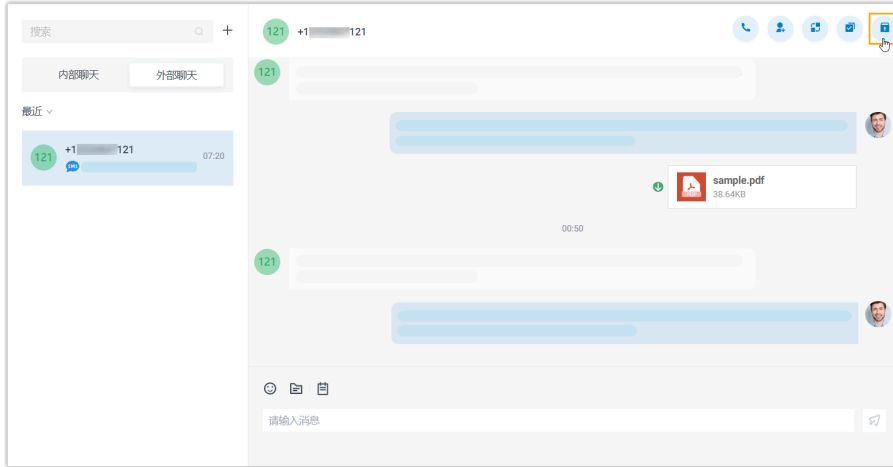 搜索
+
121 +1 121
内部聊天
外部聊天
最近
121
+1 121
07:20
SMS
121
sample.pdf
38.64KB
00:50
121
请输入消息